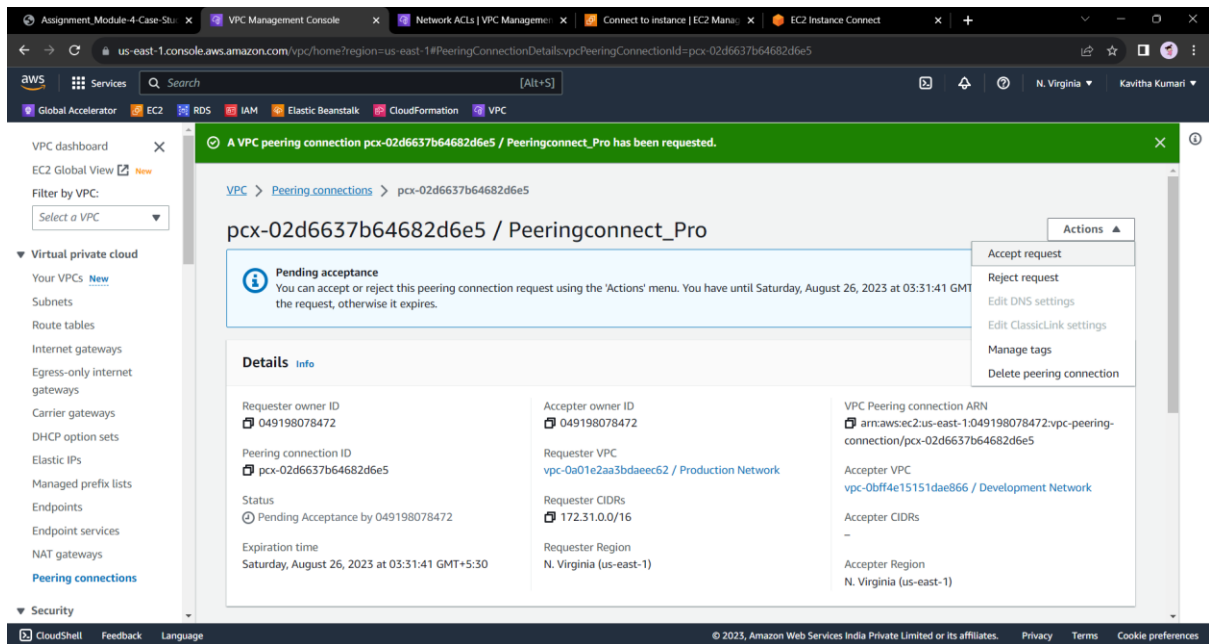 Assignment_Module-4-Case-Stu
VPC Management Console
Network ACLs | VPC Managemen
Connect to instance | EC2 Manag
EC2 Instance Connect
us-east-1.console.aws.amazon.com/vpc/home?region=us-east-1#PeeringConnectionDetails:vpcPeeringConnectionId=pcx-02d6637b64682d6e5
aws Services Search [Alt+S] N. Virginia ▼ Kavitha Kumari ▼
Global Accelerator EC2 RDS IAM Elastic Beanstalk CloudFormation VPC
VPC dashboard
EC2 Global View New
Filter by VPC:
Select a VPC
Virtual private cloud
Your VPCs New
Subnets
Route tables
Internet gateways
Egress-only internet
gateways
Carrier gateways
DHCP option sets
Elastic IPs
Managed prefix lists
Endpoints
Endpoint services
NAT gateways
Peering connections
Security
A VPC peering connection pcx-02d6637b64682d6e5 / Peeringconnect_Pro has been requested.
VPC > Peering connections > pcx-02d6637b64682d6e5
pcx-02d6637b64682d6e5 / Peeringconnect_Pro
Actions ▲
Accept request
Reject request
Edit DNS settings
Edit ClassicLink settings
Manage tags
Delete peering connection
Pending acceptance
You can accept or reject this peering connection request using the 'Actions' menu. You have until Saturday, August 26, 2023 at 03:31:41 GMT
the request, otherwise it expires.
Details Info
Requester owner ID
049198078472
Peering connection ID
pcx-02d6637b64682d6e5
Status
Pending Acceptance by 049198078472
Expiration time
Saturday, August 26, 2023 at 03:31:41 GMT+5:30
Accepter owner ID
049198078472
Requester VPC
vpc-0a01e2aa3bdaeec62 / Production Network
Requester CIDRs
172.31.0.0/16
Requester Region
N. Virginia (us-east-1)
VPC Peering connection ARN
arn:aws:ec2:us-east-1:049198078472:vpc-peering-
connection/pcx-02d6637b64682d6e5
Accepter VPC
vpc-0bff4e15151dae866 / Development Network
Accepter CIDRs
–
Accepter Region
N. Virginia (us-east-1)
CloudShell Feedback Language © 2023, Amazon Web Services India Private Limited or its affiliates. Privacy Terms Cookie preferences